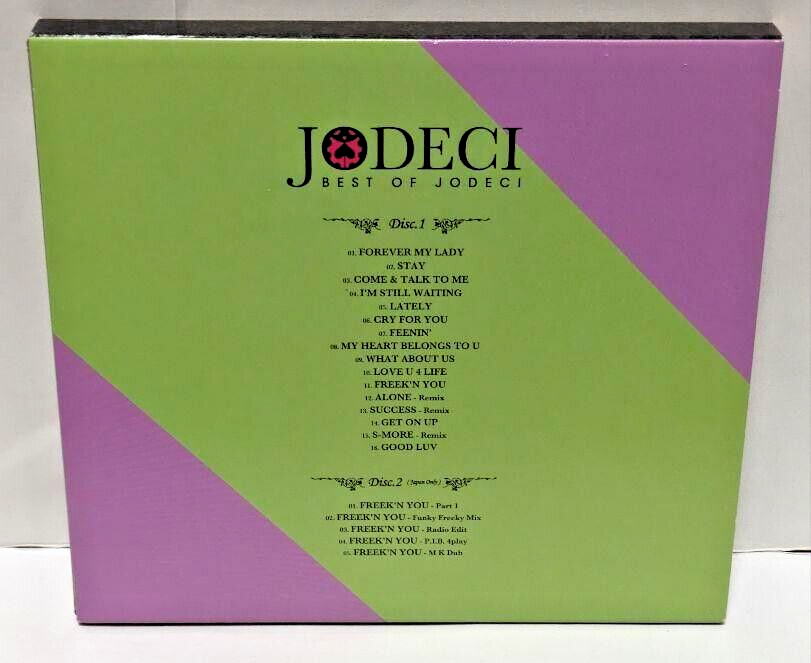 JODECI
BEST OF JODECI
Disc.1
01. FOREVER MY LADY
02. STAY
03. COME & TALK TO ME
04. I'M STILL WAITING
05. LATELY
06. CRY FOR YOU
07. FEENIN'
08. MY HEART BELONGS TO U
09. WHAT ABOUT US
10. LOVE U 4 LIFE
11. FREEK'N YOU
12. ALONE - Remix
13. SUCCESS - Remix
14. GET ON UP
15. S-MORE - Remix
16. GOOD LUV
Disc.2 (Japan Only)
01. FREEK'N YOU - Part 1
02. FREEK'N YOU - Funky Freeky Mix
03. FREEK'N YOU - Radio Edit
04. FREEK'N YOU - P.I.B. 4play
05. FREEK'N YOU - M K Dub